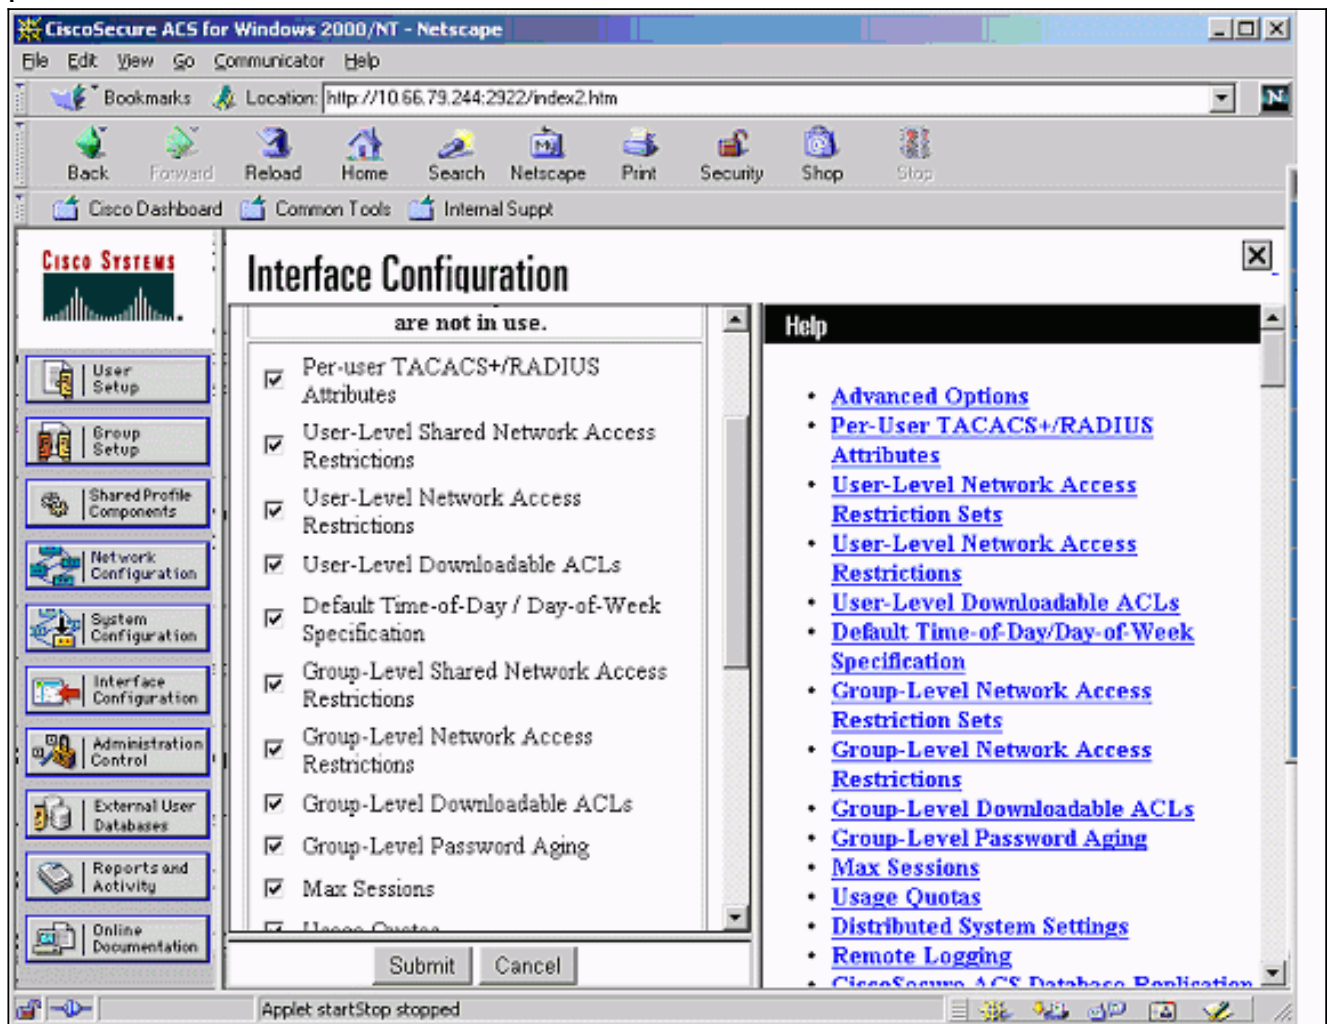 CiscoSecure ACS for Windows 2000/NT - Netscape
File Edit View Go Communicator Help
Bookmarks Location: http://10.66.79.244:2922/index2.htm
N
My
Back Forward Reload Home Search Netscape Print Security Shop Stop
Cisco Dashboard Common Tools Internal Suppt
CISCO SYSTEMS
User
Setup
Group
Setup
Shared Profile
Components
Network
Configuration
System
Configuration
Interface
Configuration
Administration
Control
External User
Databases
Reports and
Activity
Online
Documentation
Interface Configuration
are not in use.
Per-user TACACS+/RADIUS
Attributes
User-Level Shared Network Access
Restrictions
User-Level Network Access
Restrictions
User-Level Downloadable ACLs
Default Time-of-Day / Day-of-Week
Specification
Group-Level Shared Network Access
Restrictions
Group-Level Network Access
Restrictions
Group-Level Downloadable ACLs
Group-Level Password Aging
Max Sessions
Usage Quotas
Submit Cancel
Help
• Advanced Options
• Per-User TACACS+/RADIUS
Attributes
• User-Level Network Access
Restriction Sets
• User-Level Network Access
Restrictions
• User-Level Downloadable ACLs
• Default Time-of-Day/Day-of-Week
Specification
• Group-Level Network Access
Restriction Sets
• Group-Level Network Access
Restrictions
• Group-Level Downloadable ACLs
• Group-Level Password Aging
• Max Sessions
• Usage Quotas
• Distributed System Settings
• Remote Logging
• CiscoSecure ACS Database Replication
Applet startStop stopped